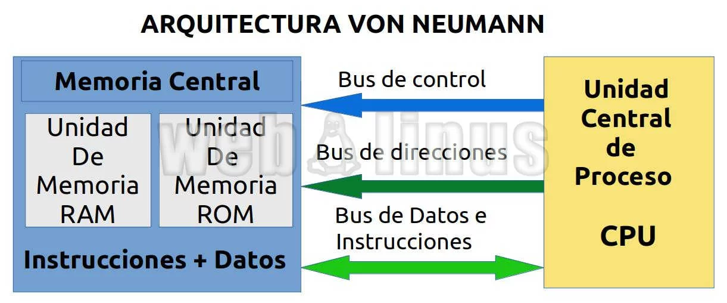 ARQUITECTURA VON NEUMANN
Memoria Central
Unidad
De
Memoria
RAM
Unidad
De
Memoria
ROM
Instrucciones + Datos
Bus de control
Bus de direcciones
Bus de Datos e
Instrucciones
Unidad
Central
de
Proceso
CPU
web linus